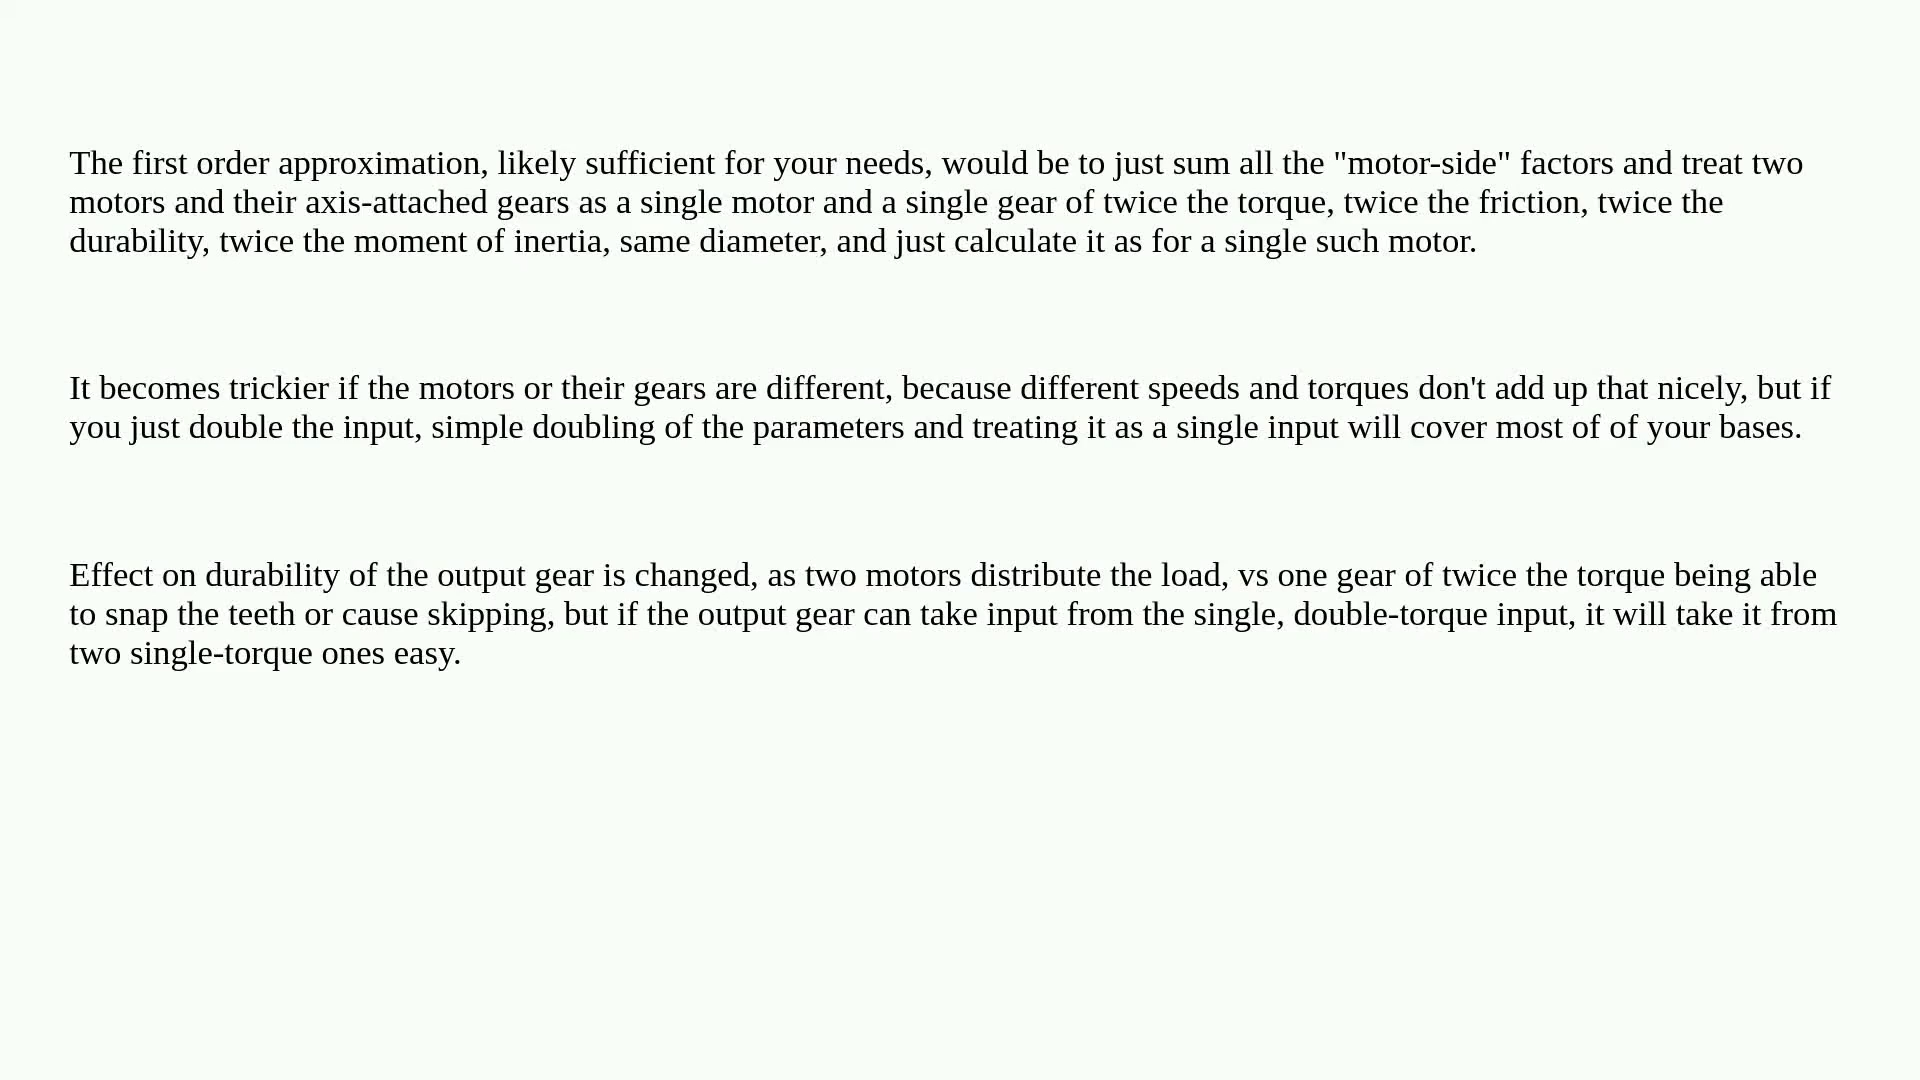 The first order approximation, likely sufficient for your needs, would be to just sum all the "motor-side" factors and treat two
motors and their axis-attached gears as a single motor and a single gear of twice the torque, twice the friction, twice the
durability, twice the moment of inertia, same diameter, and just calculate it as for a single such motor.
It becomes trickier if the motors or their gears are different, because different speeds and torques don't add up that nicely, but if
you just double the input, simple doubling of the parameters and treating it as a single input will cover most of of your bases.
Effect on durability of the output gear is changed, as two motors distribute the load, vs one gear of twice the torque being able
to snap the teeth or cause skipping, but if the output gear can take input from the single, double-torque input, it will take it from
two single-torque ones easy.